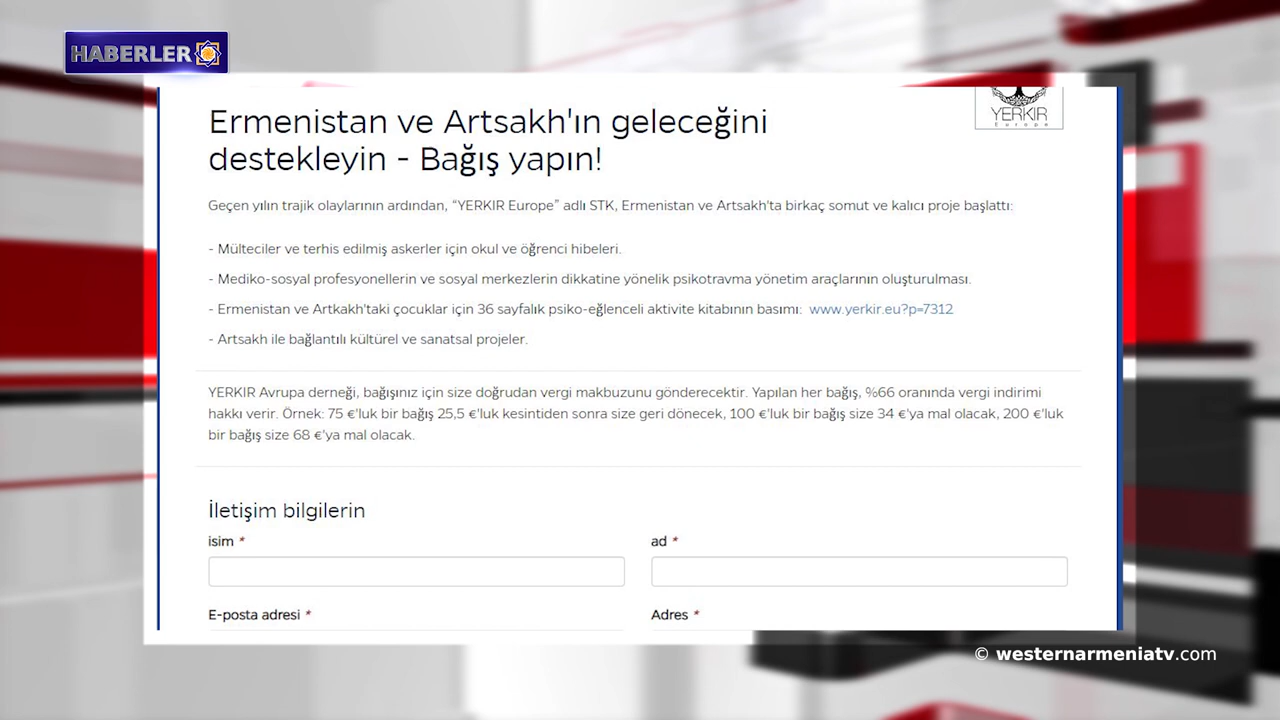 HABERLER
YERKIR
Europe
Ermenistan ve Artsakh'ın geleceğini
destekleyin - Bağış yapın!
Geçen yılın trajik olaylarının ardından, “YERKIR Europe” adlı STK, Ermenistan ve Artsakh'ta birkaç somut ve kalıcı proje başlattı:
- Mülteciler ve terhis edilmiş askerler için okul ve öğrenci hibeleri.
- Mediko-sosyal profesyonellerin ve sosyal merkezlerin dikkatine yönelik psikotravma yönetim araçlarının oluşturulması.
- Ermenistan ve Artkakh'taki çocuklar için 36 sayfalık psiko-eğlenceli aktivite kitabının basımı: www.yerkir.eu?p=7312
- Artsakh ile bağlantılı kültürel ve sanatsal projeler.
YERKIR Avrupa derneği, bağışınız için size doğrudan vergi makbuzunu gönderecektir. Yapılan her bağış, %66 oranında vergi indirimi
hakkı verir. Örnek: 75 €'luk bir bağış 25,5 €'luk kesintiden sonra size geri dönecek, 100 €'luk bir bağış size 34 €'ya mal olacak, 200 €'luk
bir bağış size 68 €'ya mal olacak.
İletişim bilgilerin
isim * ad *
E-posta adresi * Adres *
© westernarmeniatv.com